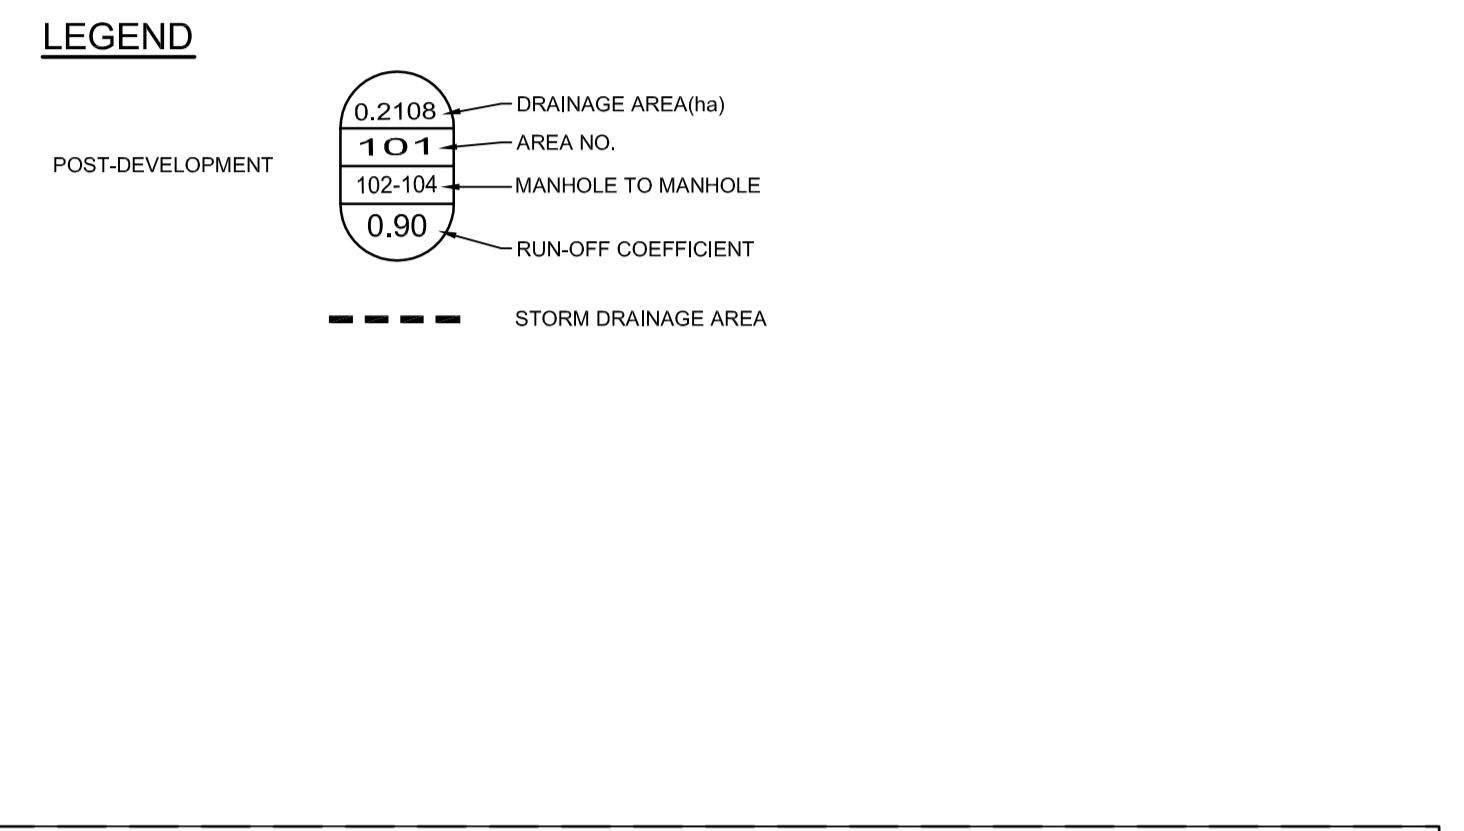 LEGEND
POST-DEVELOPMENT
0.2108
DRAINAGE AREA(ha)
101
AREA NO.
102-104
MANHOLE TO MANHOLE
0.90
RUN-OFF COEFFICIENT
STORM DRAINAGE AREA